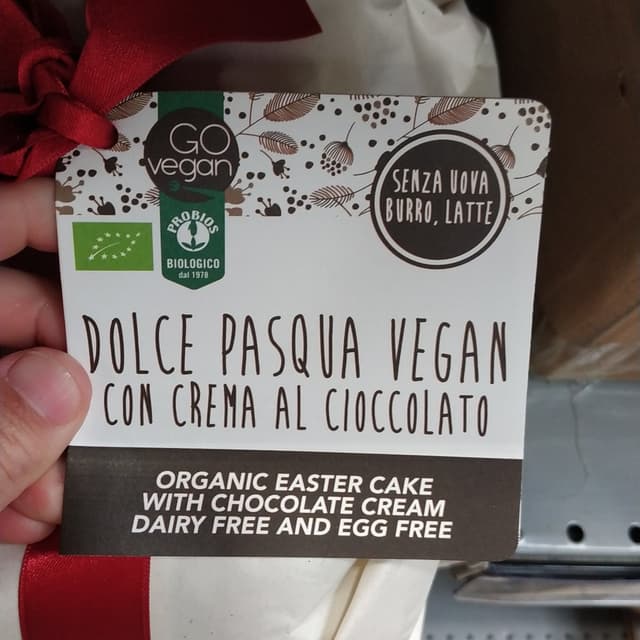 GO
vegan
SENZA UOVA
BURRO, LATTE
PROBIOS
BIOLOGICO
dal 1978
DOLCE PASQUA VEGAN
CON CREMA AL CIOCCOLATO
ORGANIC EASTER CAKE
WITH CHOCOLATE CREAM
DAIRY FREE AND EGG FREE